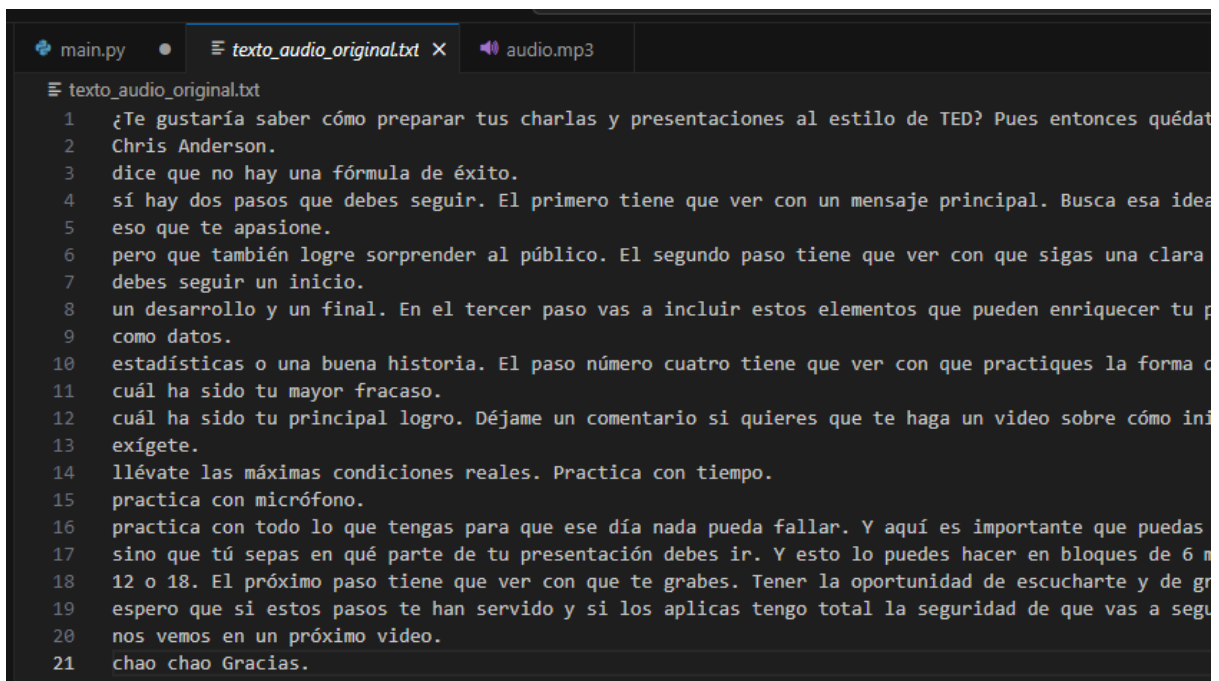 main.py
texto_audio_original.txt
audio.mp3
texto_audio_original.txt
1 ¿Te gustaría saber cómo preparar tus charlas y presentaciones al estilo de TED? Pues entonces
2 Chris Anderson.
3 dice que no hay una fórmula de éxito.
4 sí hay dos pasos que debes seguir. El primero tiene que ver con un mensaje principal. Busca esa
5 eso que te apasione.
6 pero que también logre sorprender al público. El segundo paso tiene que ver con que sigas una clara
7 debes seguir un inicio.
8 un desarrollo y un final. En el tercer paso vas a incluir estos elementos que pueden enriquecer tu
9 como datos.
10 estadísticas o una buena historia. El paso número cuatro tiene que ver con que practiques la forma
11 cuál ha sido tu mayor fracaso.
12 cuál ha sido tu principal logro. Déjame un comentario si quieres que te haga un video sobre cómo
13 exígete.
14 llévate las máximas condiciones reales. Practica con tiempo.
15 practica con micrófono.
16 practica con todo lo que tengas para que ese día nada pueda fallar. Y aquí es importante que puedas
17 sino que tú sepas en qué parte de tu presentación debes ir. Y esto lo puedes hacer en bloques de 6
18 12 o 18. El próximo paso tiene que ver con que te grabes. Tener la oportunidad de escucharte y de
19 espero que si estos pasos te han servido y si los aplicas tengo total la seguridad de que vas a
20 nos vemos en un próximo video.
21 chao chao Gracias.